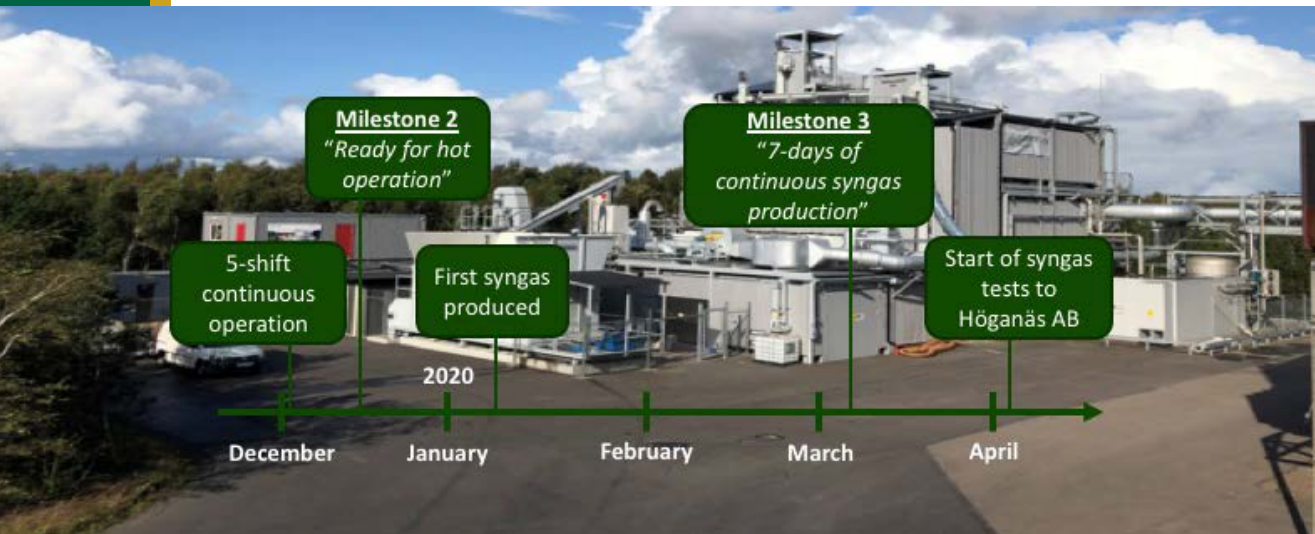 Milestone 2
“Ready for hot
operation”
Milestone 3
“7-days of
continuous syngas
production”
5-shift
continuous
operation
First syngas
produced
Start of syngas
tests to
Höganäs AB
2020
December
January
February
March
April